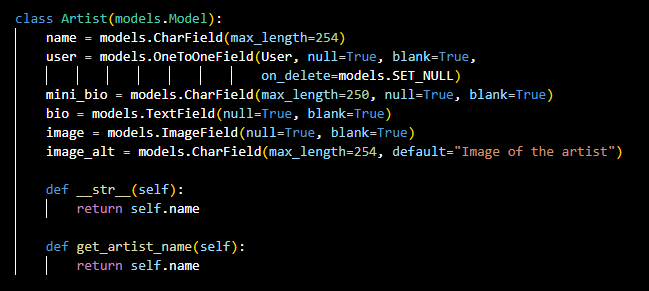 class Artist(models.Model):
    name = models.CharField(max_length=254)
    user = models.OneToOneField(User, null=True, blank=True,
                                on_delete=models.SET_NULL)
    mini_bio = models.CharField(max_length=250, null=True, blank=True)
    bio = models.TextField(null=True, blank=True)
    image = models.ImageField(null=True, blank=True)
    image_alt = models.CharField(max_length=254, default="Image of the artist")

    def __str__(self):
        return self.name

    def get_artist_name(self):
        return self.name